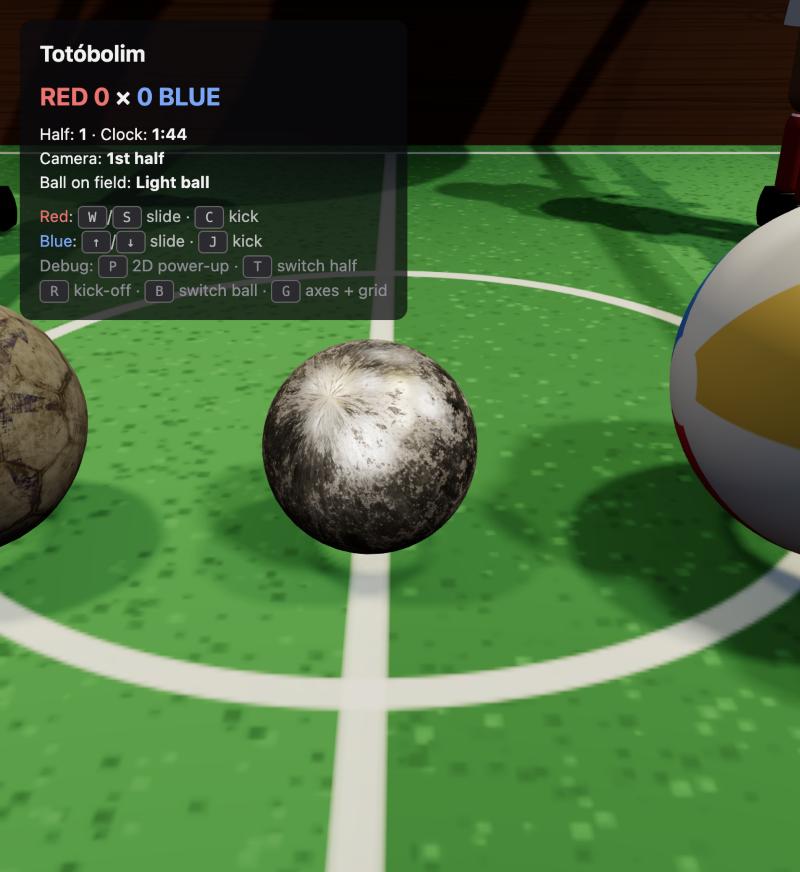 Totóbolim
RED 0 × 0 BLUE
Half: 1 · Clock: 1:44
Camera: 1st half
Ball on field: Light ball
Red: W/S slide · C kick
Blue: ↑/↓ slide · J kick
Debug: P 2D power-up · T switch half
R kick-off · B switch ball · G axes + grid